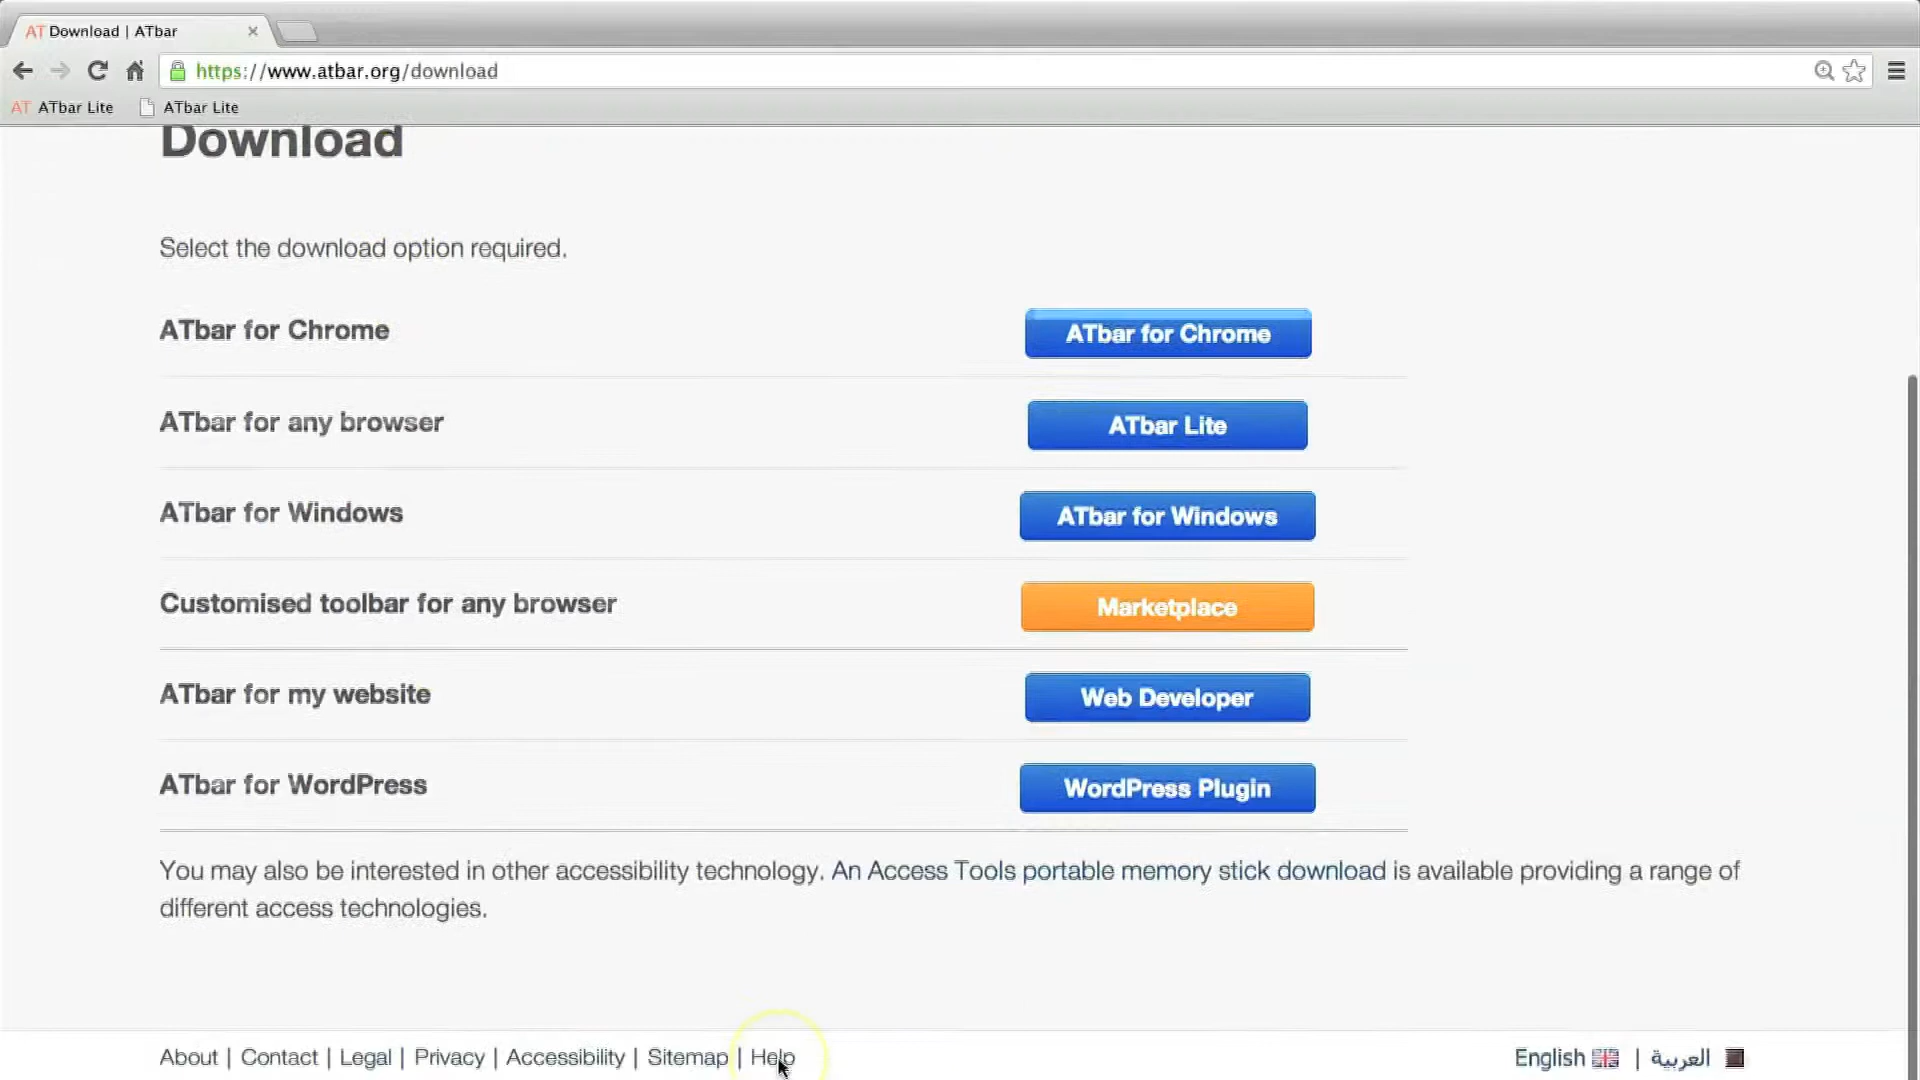 AT Download | ATbar
https://www.atbar.org/download
AT ATbar Lite ATbar Lite
Download
Select the download option required.
ATbar for Chrome ATbar for Chrome
ATbar for any browser ATbar Lite
ATbar for Windows ATbar for Windows
Customised toolbar for any browser Marketplace
ATbar for my website Web Developer
ATbar for WordPress WordPress Plugin
You may also be interested in other accessibility technology. An Access Tools portable memory stick download is available providing a range of
different access technologies.
About | Contact | Legal | Privacy | Accessibility | Sitemap | Help English | العربية